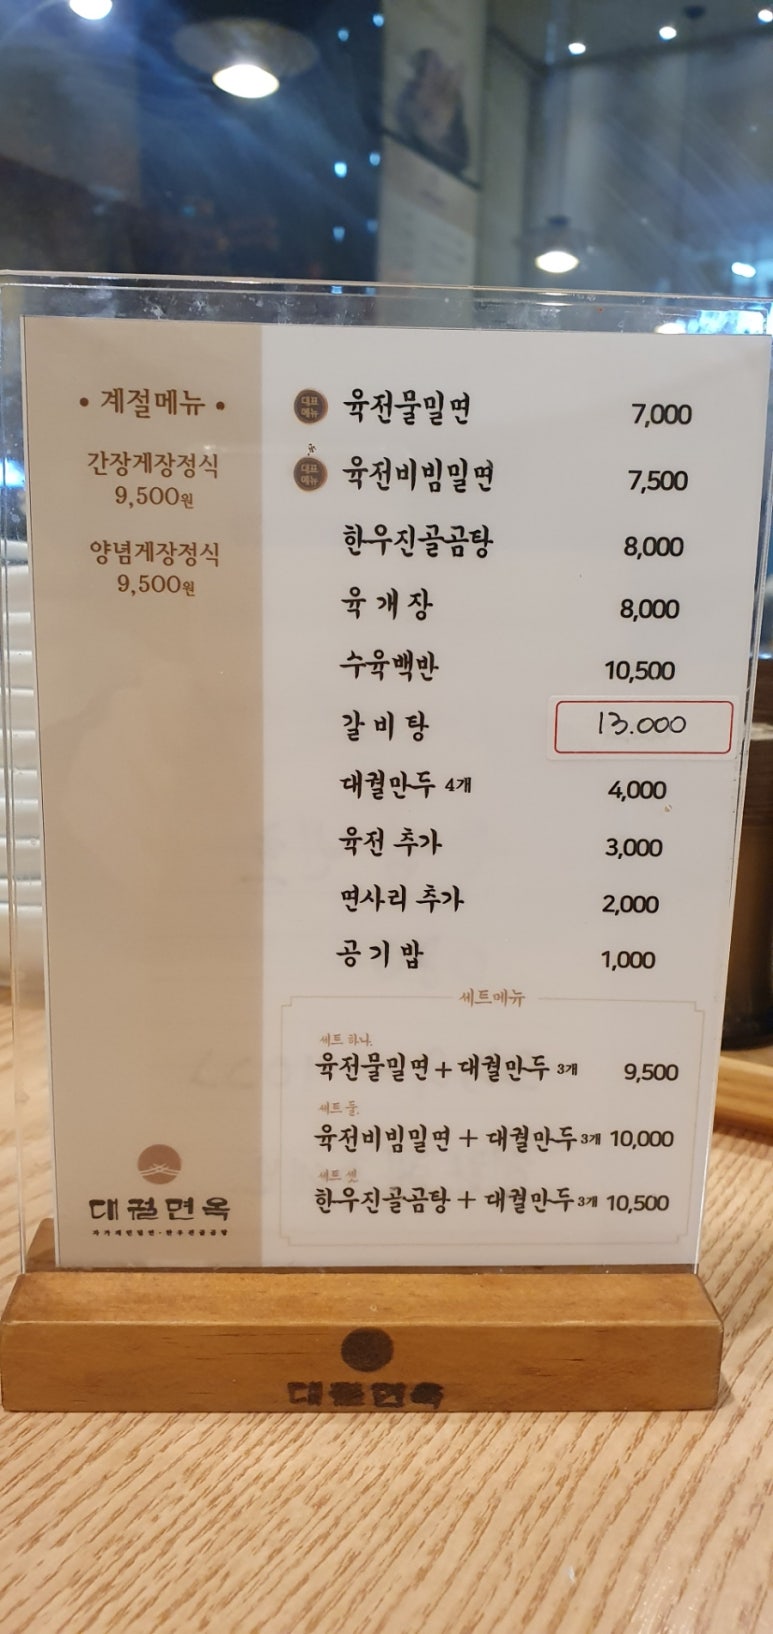 • 계절메뉴 •
간장게장정식
9,500원
양념게장정식
9,500원
대표메뉴 육전물밀면 7,000
대표메뉴 육전비빔밀면 7,500
한우진골곰탕 8,000
육개장 8,000
수육백반 10,500
갈비탕 13.000
대궐만두 4개 4,000
육전 추가 3,000
면사리 추가 2,000
공기밥 1,000
세트메뉴
세트 하나.
육전물밀면 + 대궐만두 3개 9,500
세트 둘.
육전비빔밀면 + 대궐만두 3개 10,000
세트 셋
한우진골곰탕 + 대궐만두 3개 10,500
대궐면옥
대궐면옥